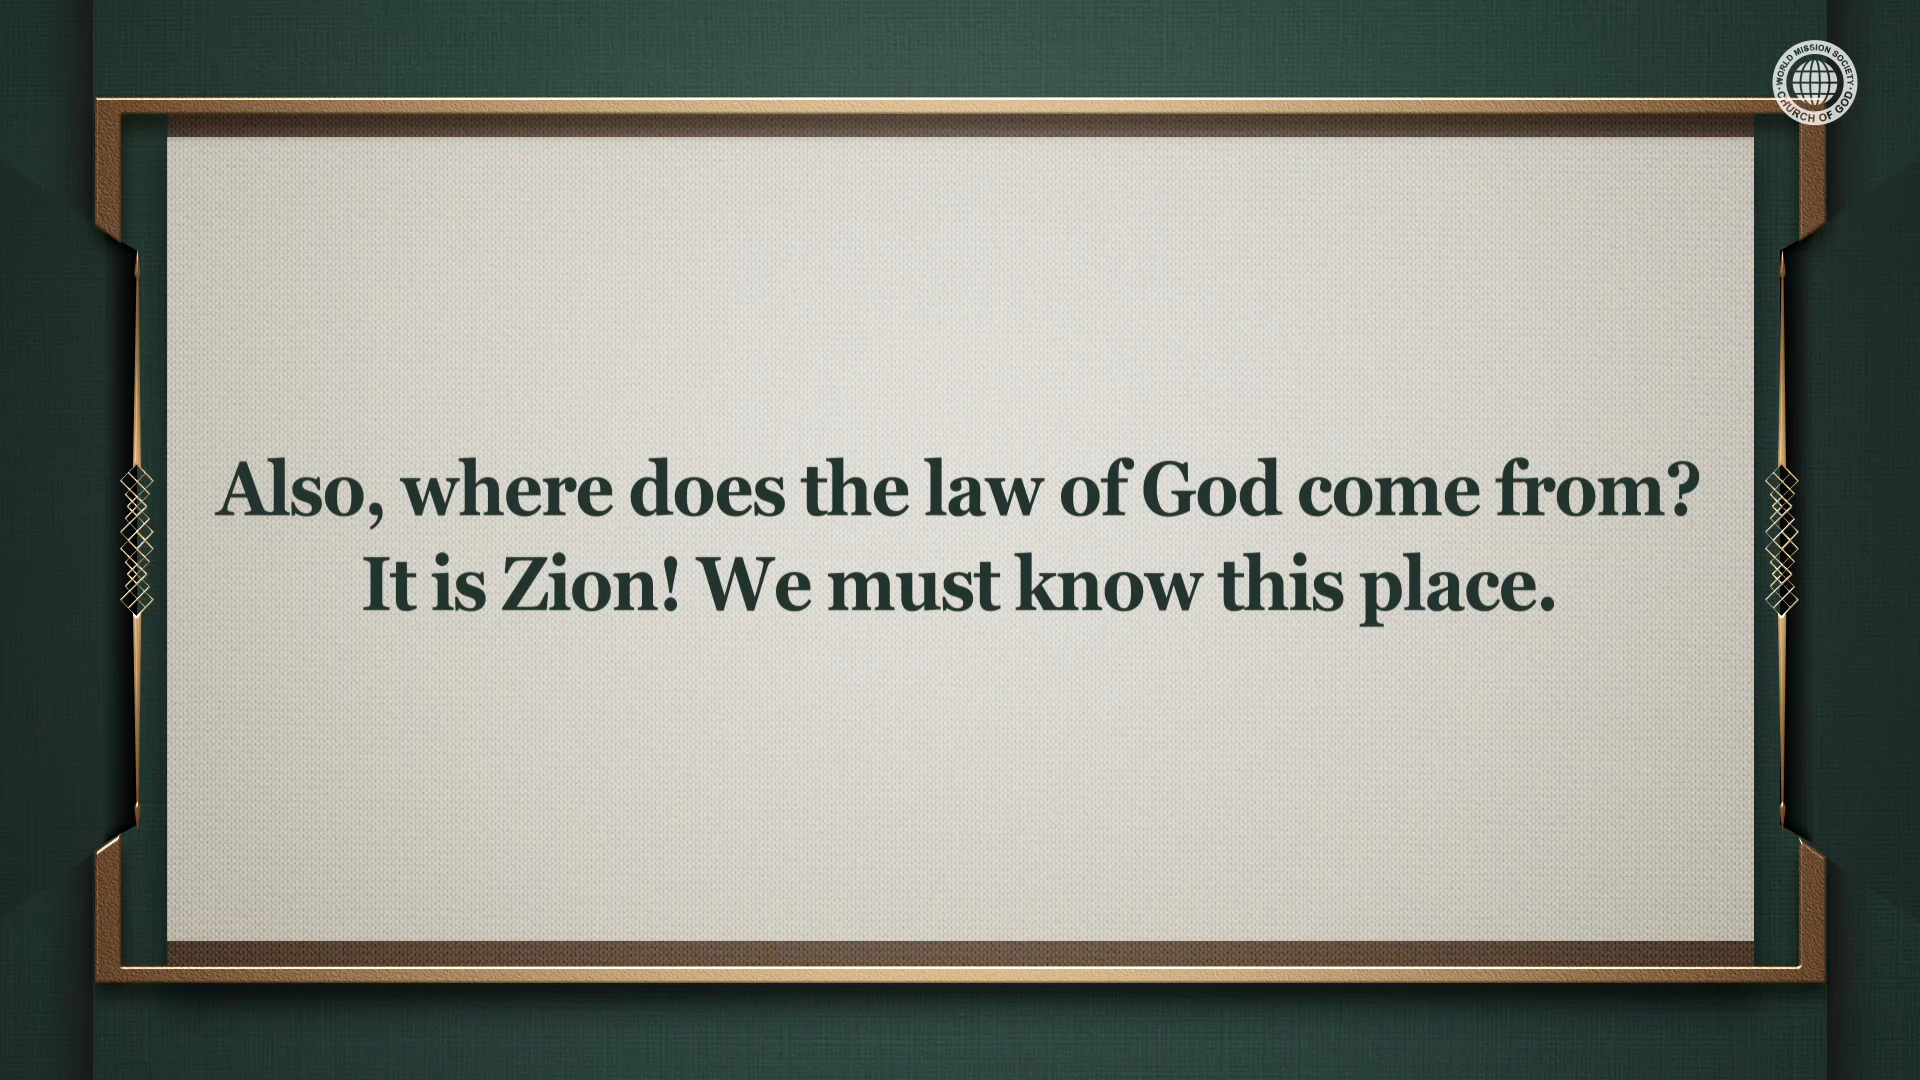 WORLD MISSION SOCIETY
CHURCH OF GOD
Also, where does the law of God come from?
It is Zion! We must know this place.